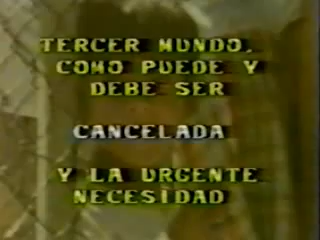 TERCER MUNDO,
COMO PUEDE Y
DEBE SER
CANCELADA
Y LA URGENTE
NECESIDAD